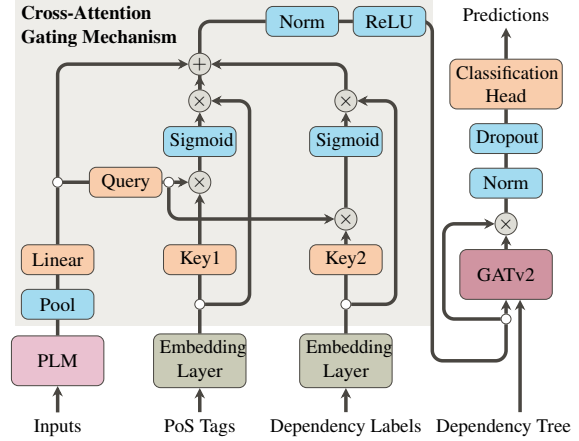 Cross-Attention
Gating Mechanism
Norm
ReLU
Predictions
Classification
Head
+
×
×
Sigmoid
Sigmoid
Dropout
Query
×
Norm
×
×
Linear
Key1
Key2
GATv2
Pool
PLM
Embedding
Layer
Embedding
Layer
Inputs
PoS Tags
Dependency Labels
Dependency Tree